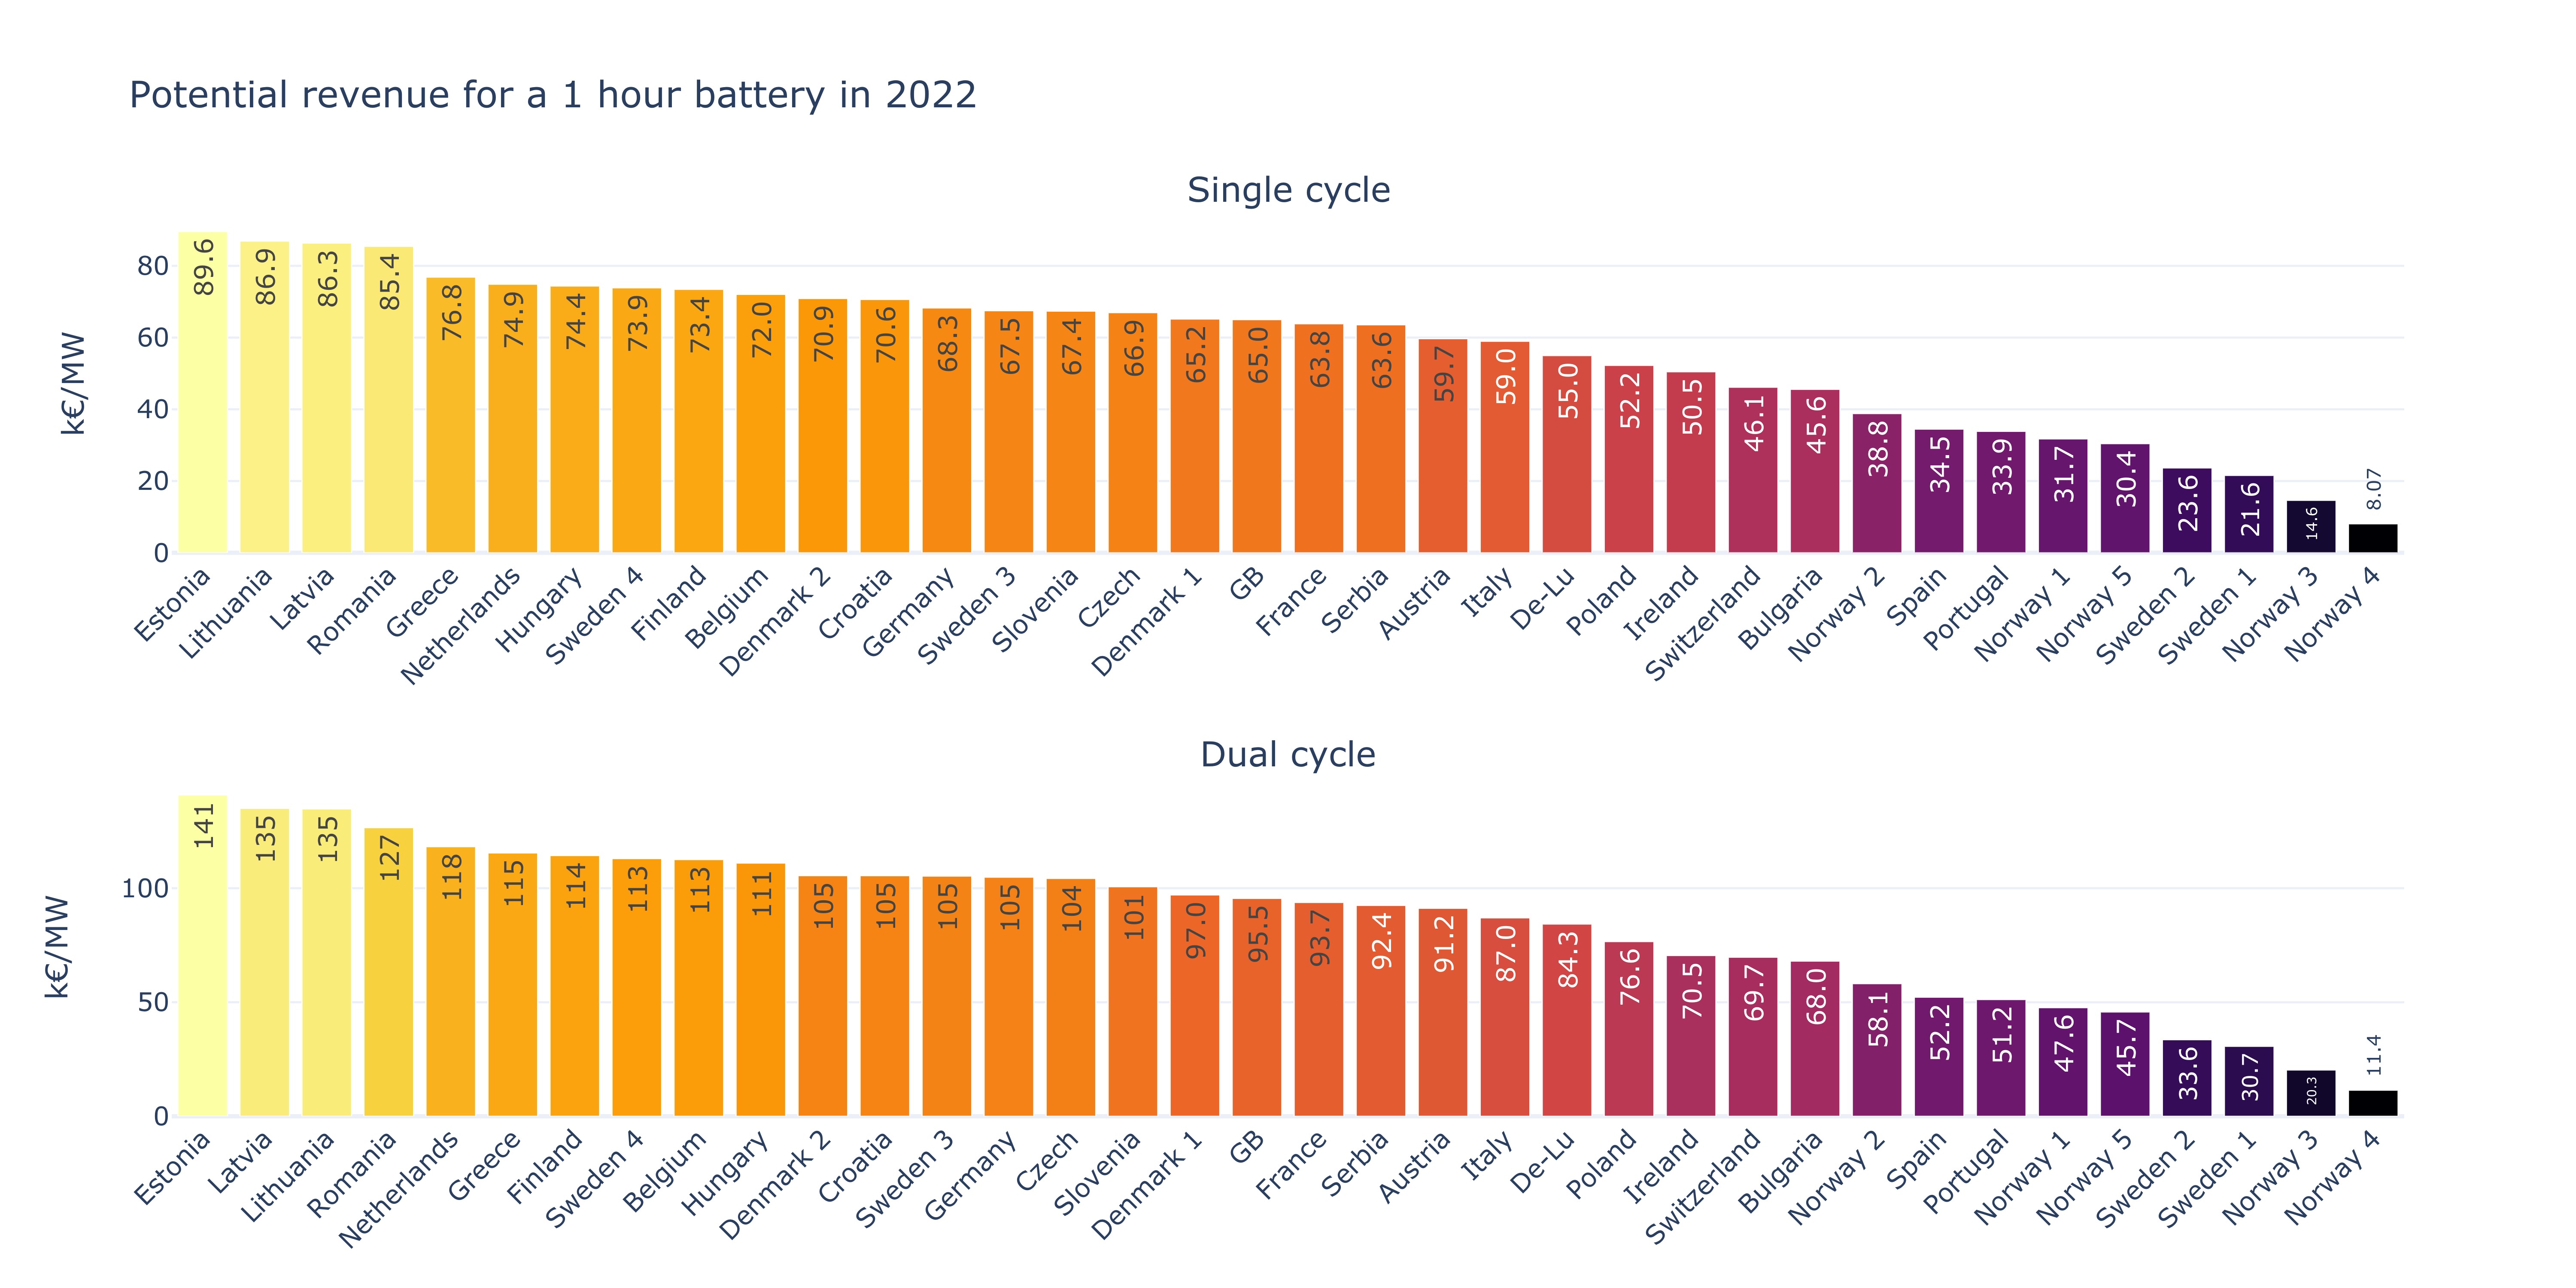 Potential revenue for a 1 hour battery in 2022
Single cycle
k€/MW
80
60
40
20
0
89.6
86.9
86.3
85.4
76.8
74.9
74.4
73.9
73.4
72.0
70.9
70.6
68.3
67.5
67.4
66.9
65.2
65.0
63.8
63.6
59.7
59.0
55.0
52.2
50.5
46.1
45.6
38.8
34.5
33.9
31.7
30.4
23.6
21.6
14.6
8.07
Estonia
Lithuania
Latvia
Romania
Greece
Netherlands
Hungary
Sweden 4
Finland
Belgium
Denmark 2
Croatia
Germany
Sweden 3
Slovenia
Czech
Denmark 1
GB
France
Serbia
Austria
Italy
De-Lu
Poland
Ireland
Switzerland
Bulgaria
Norway 2
Spain
Portugal
Norway 1
Norway 5
Sweden 2
Sweden 1
Norway 3
Norway 4
Dual cycle
k€/MW
100
50
0
141
135
135
127
118
115
114
113
113
111
105
105
105
105
104
101
97.0
95.5
93.7
92.4
91.2
87.0
84.3
76.6
70.5
69.7
68.0
58.1
52.2
51.2
47.6
45.7
33.6
30.7
20.3
11.4
Estonia
Latvia
Lithuania
Romania
Netherlands
Greece
Finland
Sweden 4
Belgium
Hungary
Denmark 2
Croatia
Sweden 3
Germany
Czech
Slovenia
Denmark 1
GB
France
Serbia
Austria
Italy
De-Lu
Poland
Ireland
Switzerland
Bulgaria
Norway 2
Spain
Portugal
Norway 1
Norway 5
Sweden 2
Sweden 1
Norway 3
Norway 4